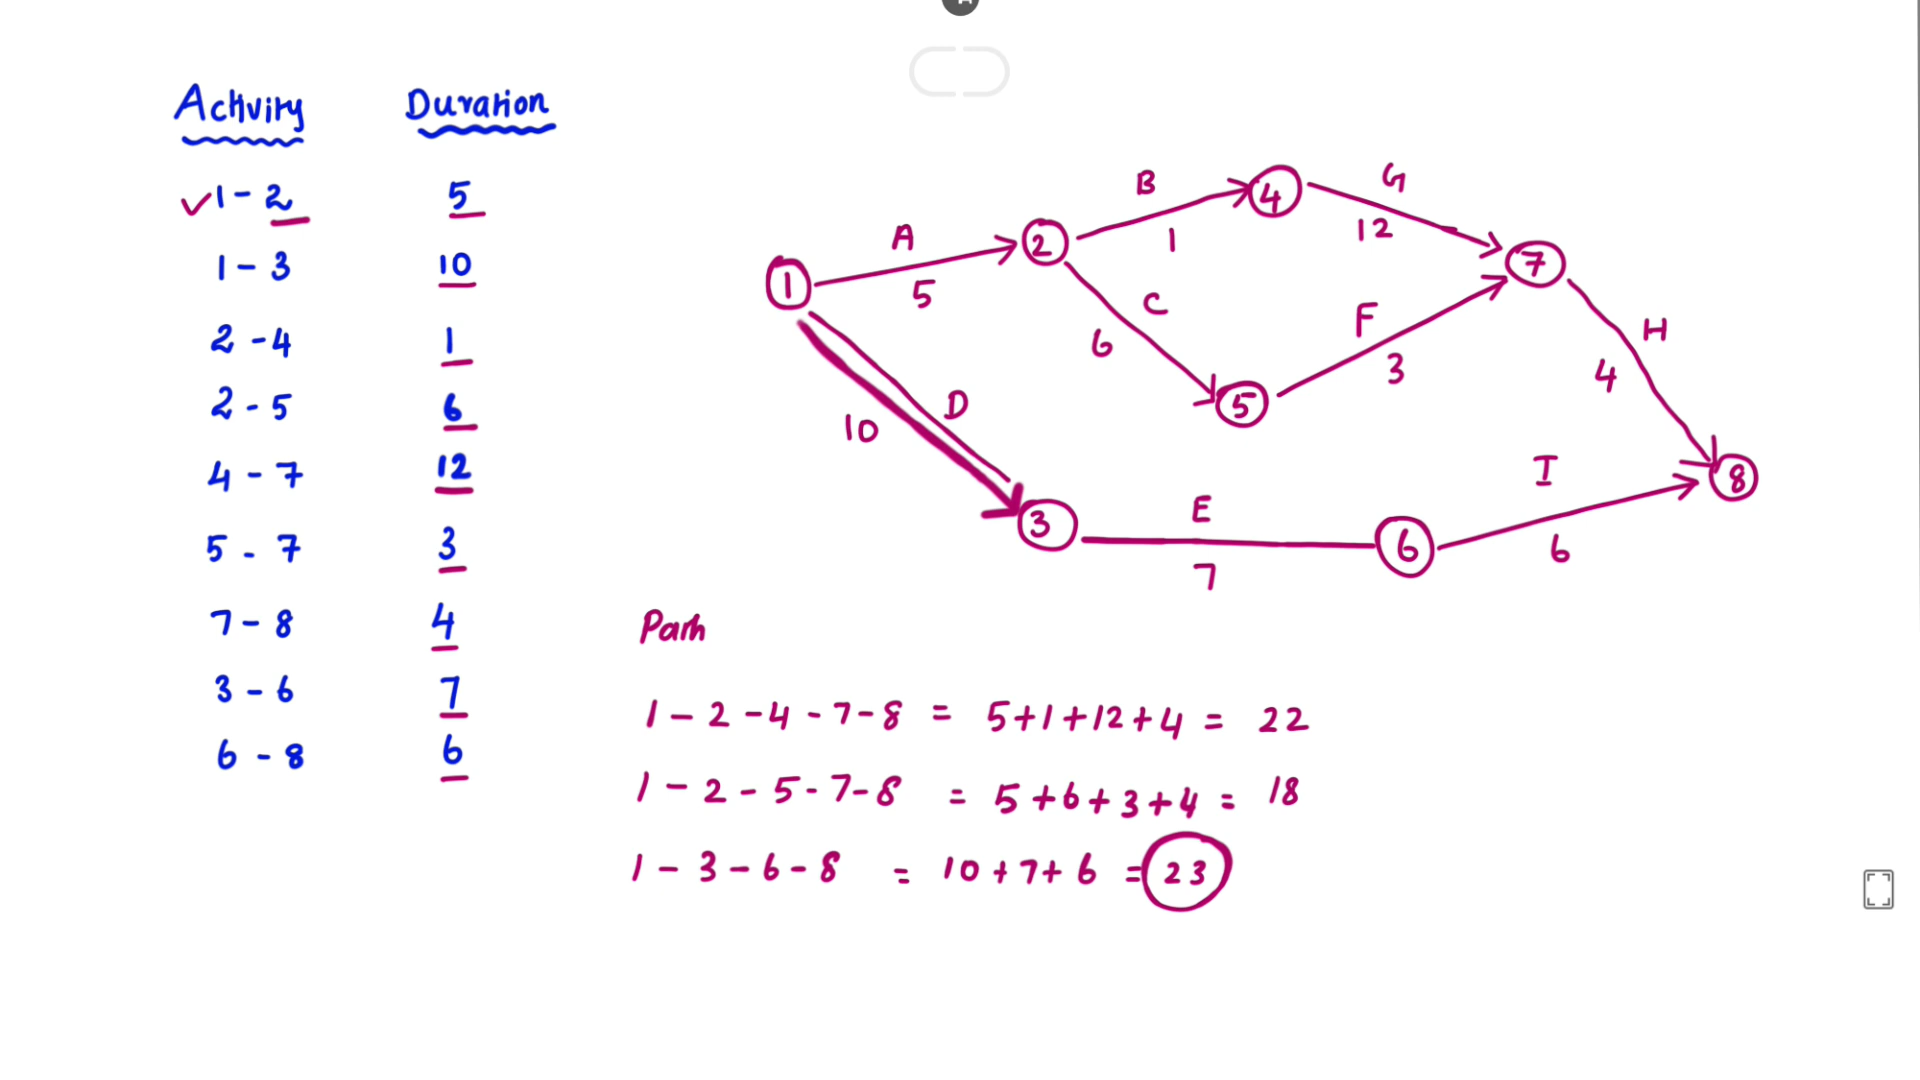 Activity Duration
1 - 2 5
1 - 3 10
2 - 4 1
2 - 5 6
4 - 7 12
5 - 7 3
7 - 8 4
3 - 6 7
6 - 8 6
B
1
4
G
12
A
5
2
7
1
C
6
F
3
H
4
D
10
5
I
6
8
3
E
7
6
Path
1 - 2 - 4 - 7 - 8 = 5 + 1 + 12 + 4 = 22
1 - 2 - 5 - 7 - 8 = 5 + 6 + 3 + 4 = 18
1 - 3 - 6 - 8 = 10 + 7 + 6 = 23